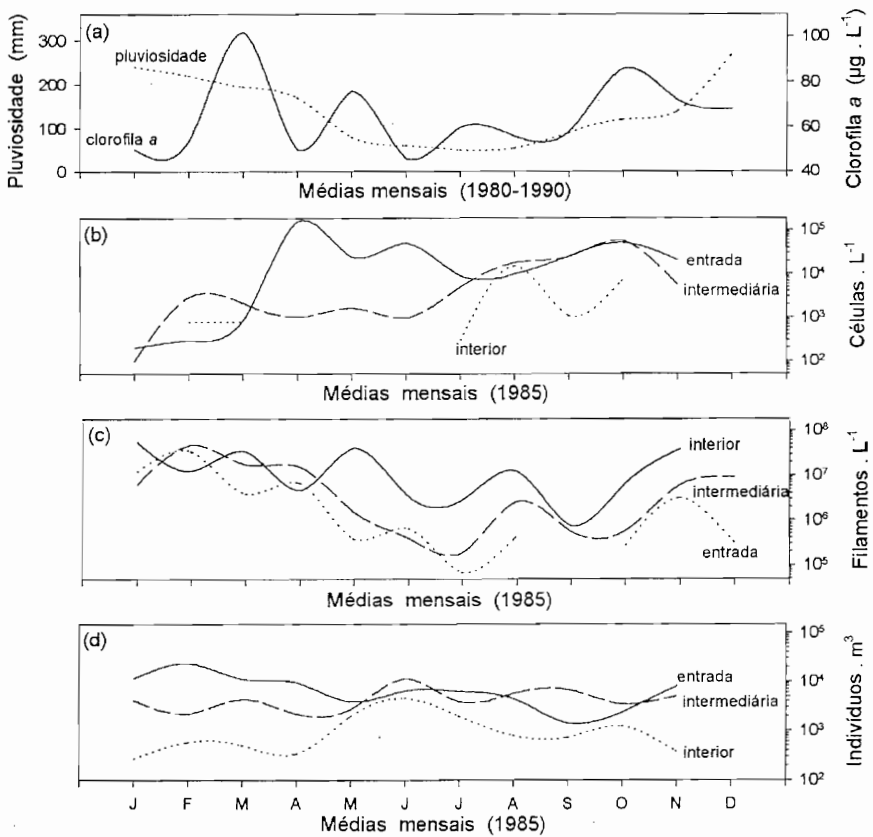 (a)
Pluviosidade (mm)
300
200
100
0
pluviosidade
clorofila a
100
80
60
40
Clorofila a (µg . L⁻¹)
Médias mensais (1980-1990)
(b)
entrada
intermediária
interior
10⁵
10⁴
10³
10²
Células . L⁻¹
Médias mensais (1985)
(c)
interior
intermediária
entrada
10⁸
10⁷
10⁶
10⁵
Filamentos . L⁻¹
Médias mensais (1985)
(d)
entrada
intermediária
interior
10⁵
10⁴
10³
10²
Indivíduos . m³
J F M A M J J A S O N D
Médias mensais (1985)